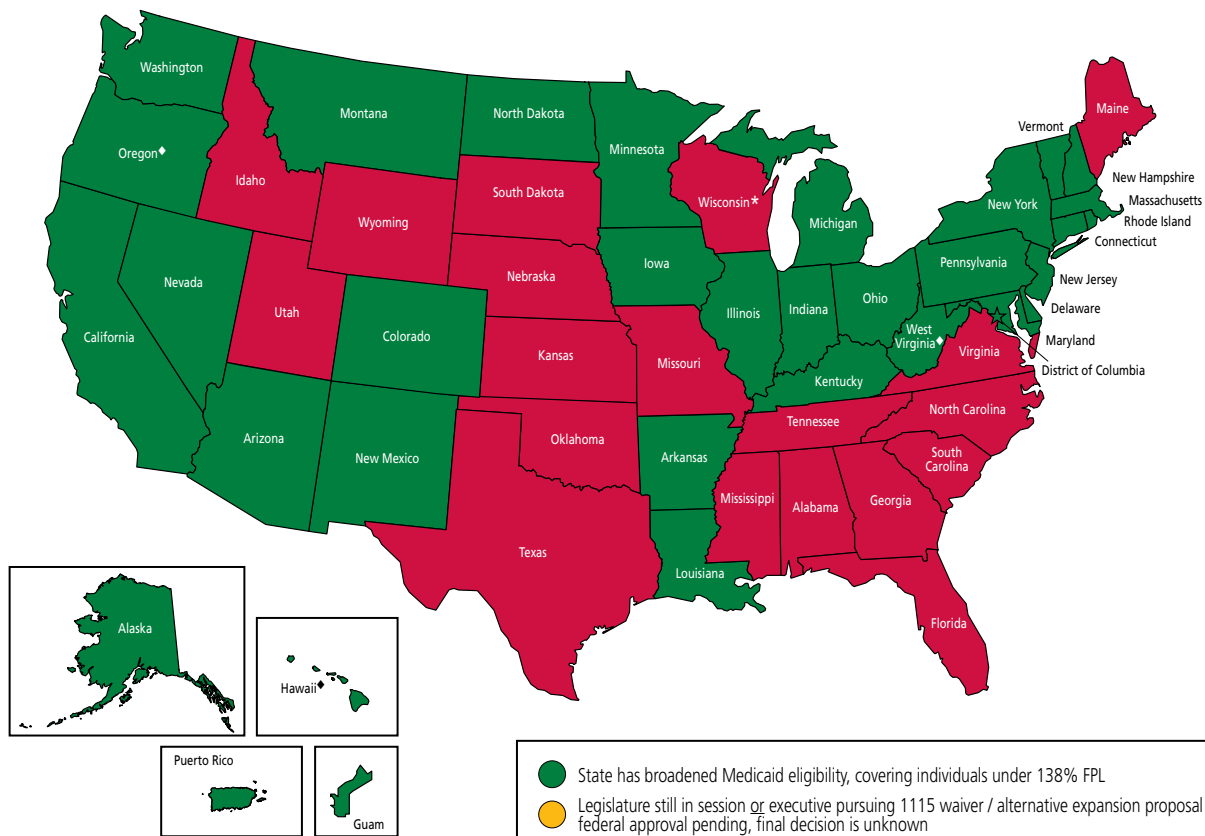 Washington
Oregon♦
California
Nevada
Idaho
Montana
Wyoming
Utah
Arizona
Colorado
New Mexico
North Dakota
South Dakota
Nebraska
Kansas
Oklahoma
Texas
Minnesota
Iowa
Missouri
Arkansas
Louisiana
Wisconsin*
Illinois
Michigan
Indiana
Ohio
Kentucky
Tennessee
Mississippi
Alabama
Georgia
Florida
South
Carolina
North Carolina
Virginia
West
Virginia♦
Pennsylvania
New York
Vermont
Maine
New Hampshire
Massachusetts
Rhode Island
Connecticut
New Jersey
Delaware
Maryland
District of Columbia
Alaska
Hawaii♦
Puerto Rico
Guam
State has broadened Medicaid eligibility, covering individuals under 138% FPL
Legislature still in session or executive pursuing 1115 waiver / alternative expansion proposal
federal approval pending, final decision is unknown